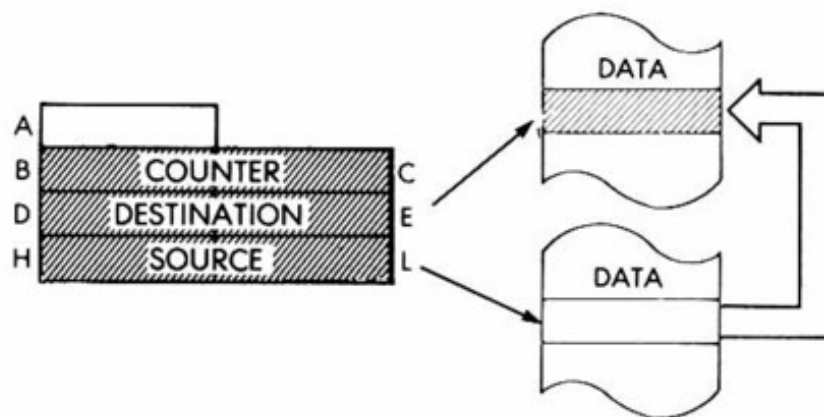 A
B COUNTER C
D DESTINATION E
H SOURCE L
DATA
DATA